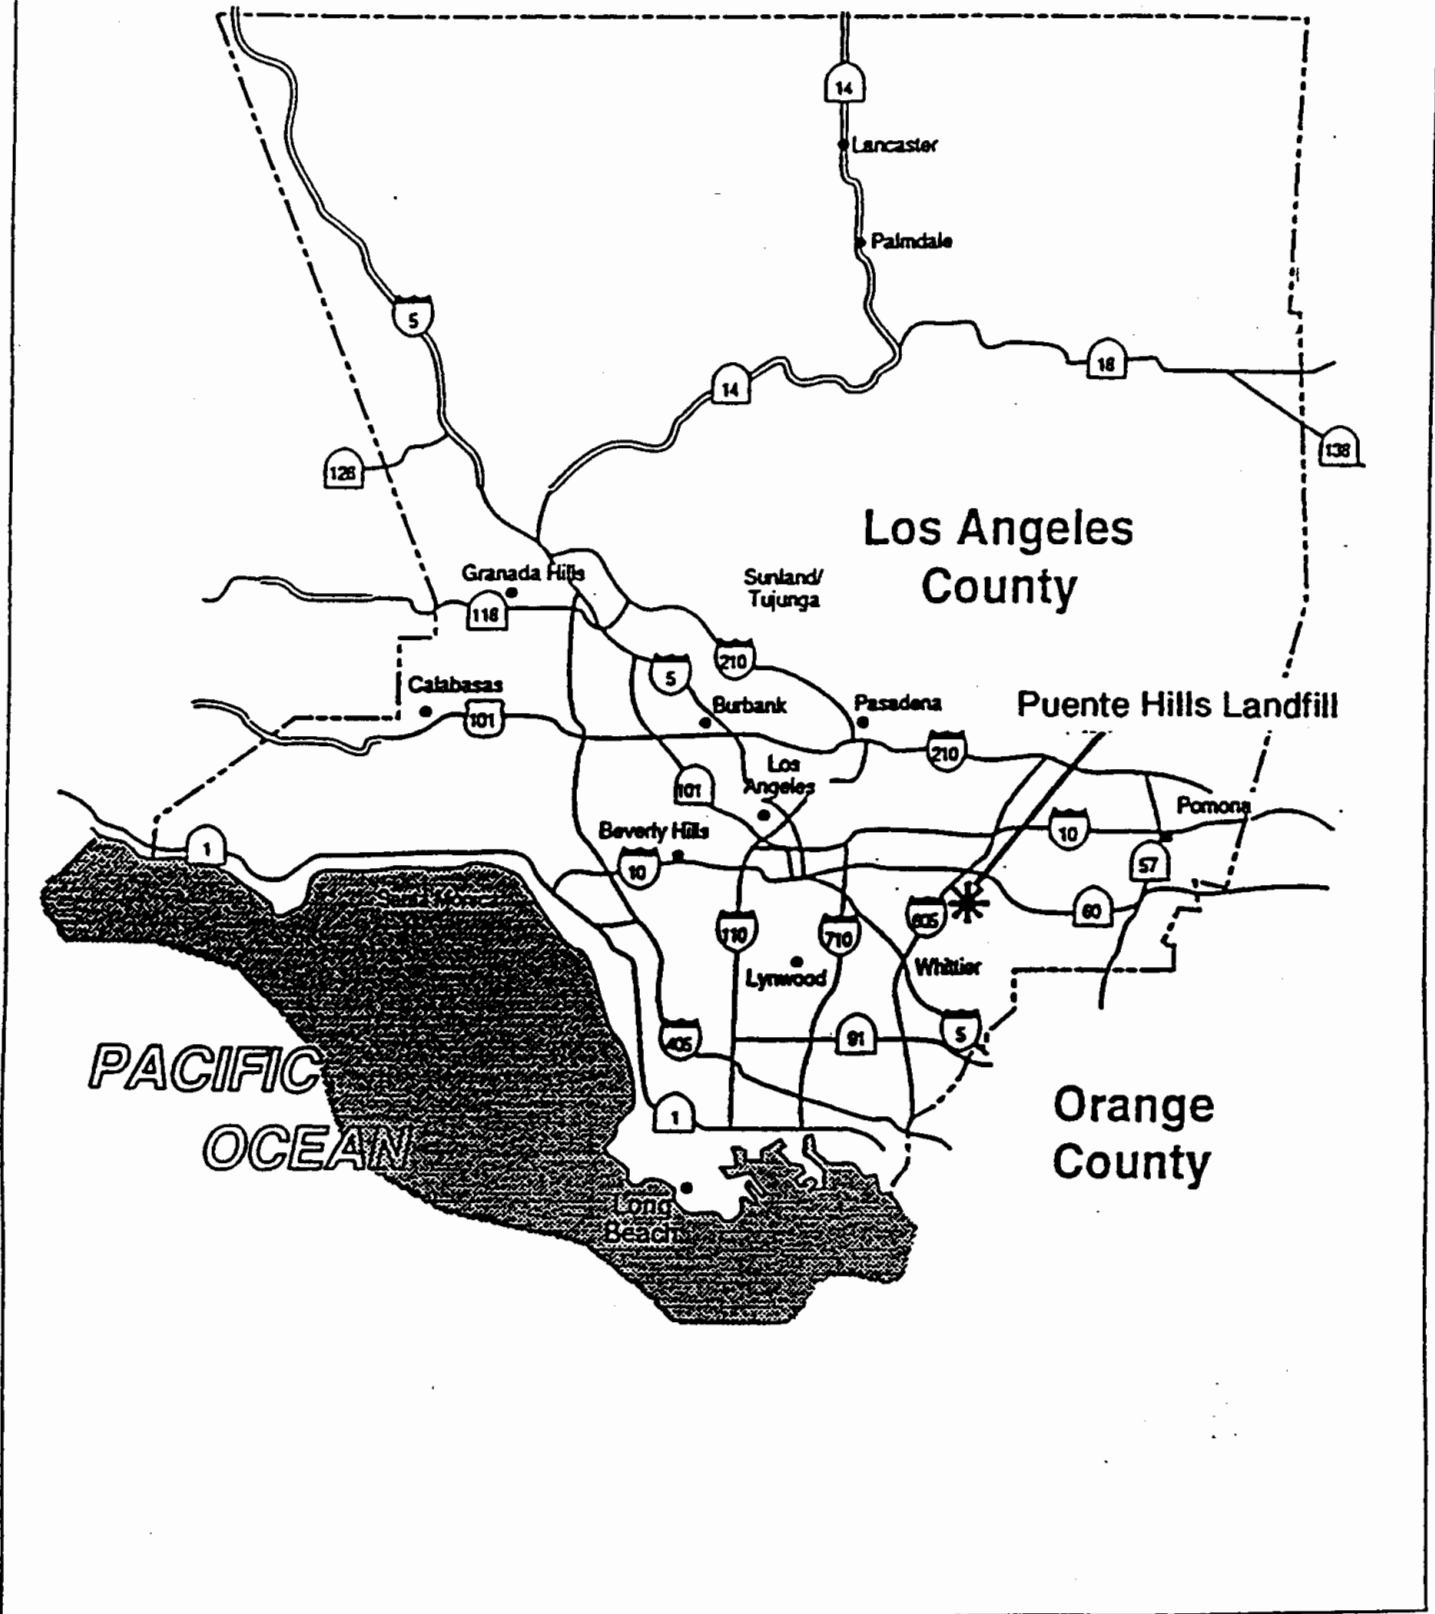 14
Lancaster
Palmdale
5
18
14
138
126
Los Angeles
County
Granada Hills
Sunland/
Tujunga
118
210
5
Calabasas
Burbank
Pasadena
Puente Hills Landfill
101
210
Los
Angeles
101
Pomona
Beverly Hills
10
1
10
57
Santa Monica
60
605
110
710
Whittier
Lynwood
5
91
405
PACIFIC
OCEAN
1
Orange
County
Long
Beach